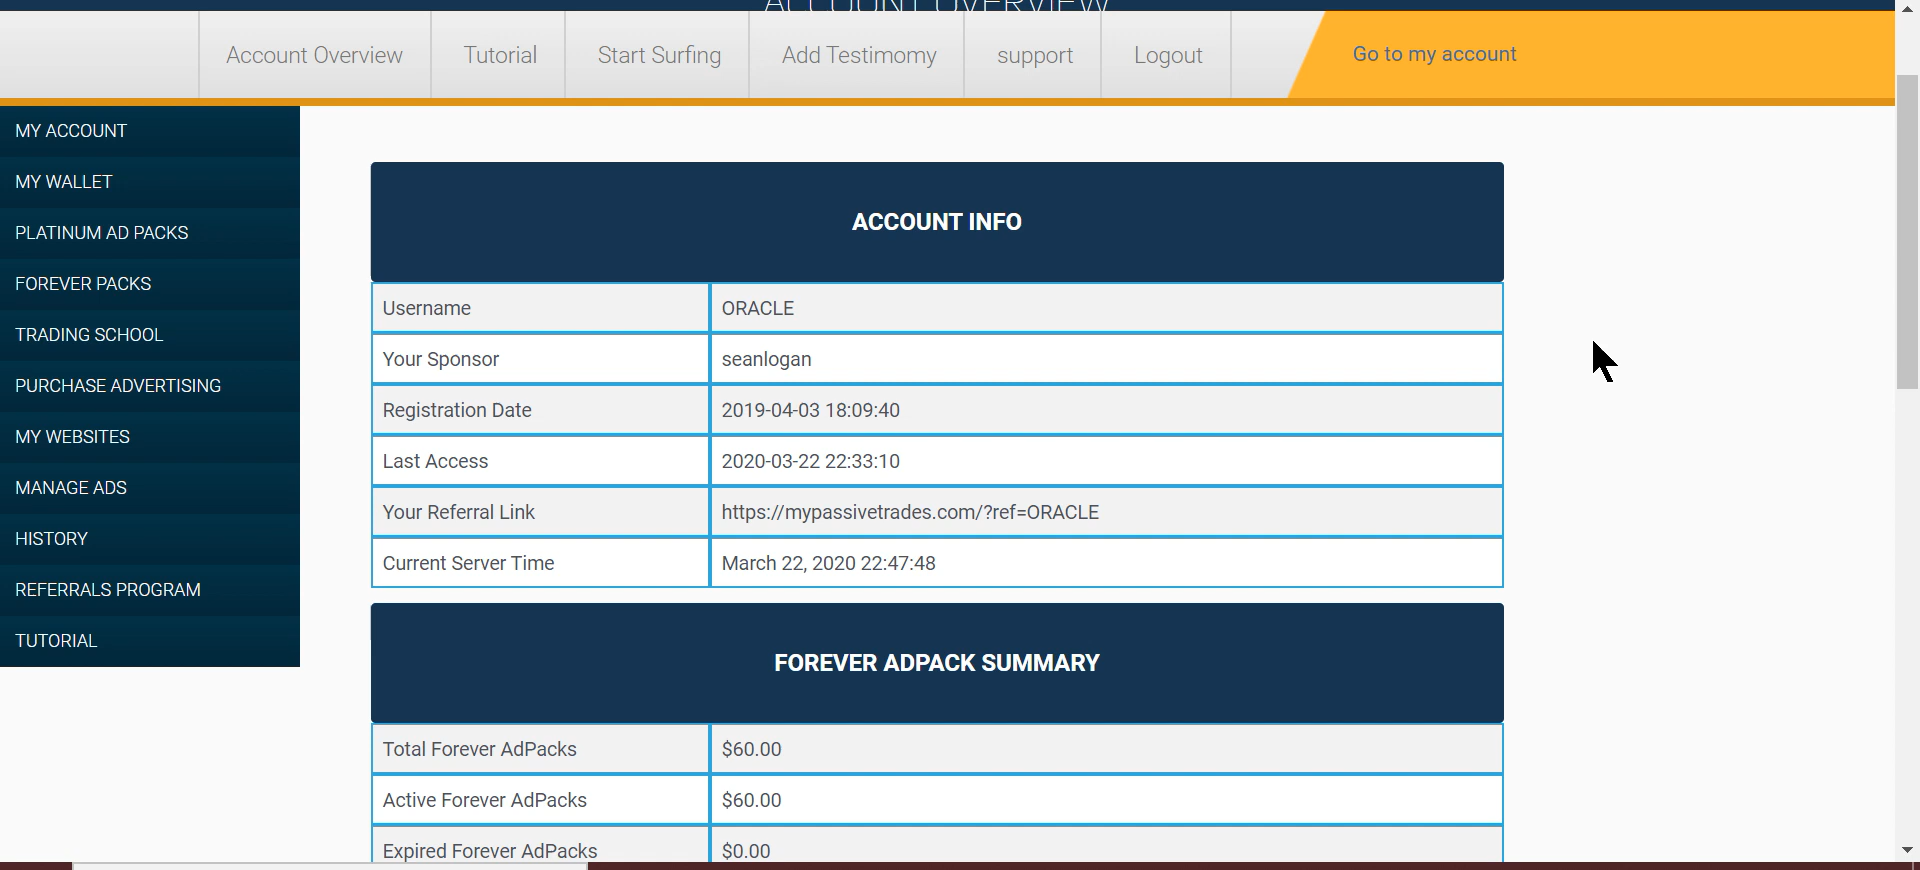 ACCOUNT OVERVIEW
Account Overview Tutorial Start Surfing Add Testimomy support Logout Go to my account
MY ACCOUNT
MY WALLET
PLATINUM AD PACKS
FOREVER PACKS
TRADING SCHOOL
PURCHASE ADVERTISING
MY WEBSITES
MANAGE ADS
HISTORY
REFERRALS PROGRAM
TUTORIAL
ACCOUNT INFO
Username ORACLE
Your Sponsor seanlogan
Registration Date 2019-04-03 18:09:40
Last Access 2020-03-22 22:33:10
Your Referral Link https://mypassivetrades.com/?ref=ORACLE
Current Server Time March 22, 2020 22:47:48
FOREVER ADPACK SUMMARY
Total Forever AdPacks $60.00
Active Forever AdPacks $60.00
Expired Forever AdPacks $0.00